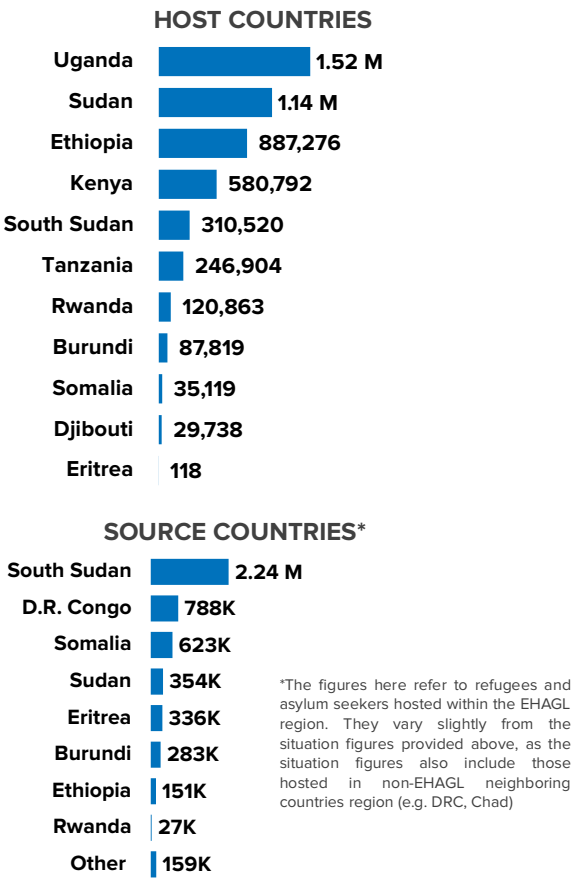 HOST COUNTRIES
Uganda 1.52 M
Sudan 1.14 M
Ethiopia 887,276
Kenya 580,792
South Sudan 310,520
Tanzania 246,904
Rwanda 120,863
Burundi 87,819
Somalia 35,119
Djibouti 29,738
Eritrea 118
SOURCE COUNTRIES*
South Sudan 2.24 M
D.R. Congo 788K
Somalia 623K
Sudan 354K
Eritrea 336K
Burundi 283K
Ethiopia 151K
Rwanda 27K
Other 159K
*The figures here refer to refugees and
asylum seekers hosted within the EHAGL
region. They vary slightly from the
situation figures provided above, as the
situation figures also include those
hosted in non-EHAGL neighboring
countries region (e.g. DRC, Chad)